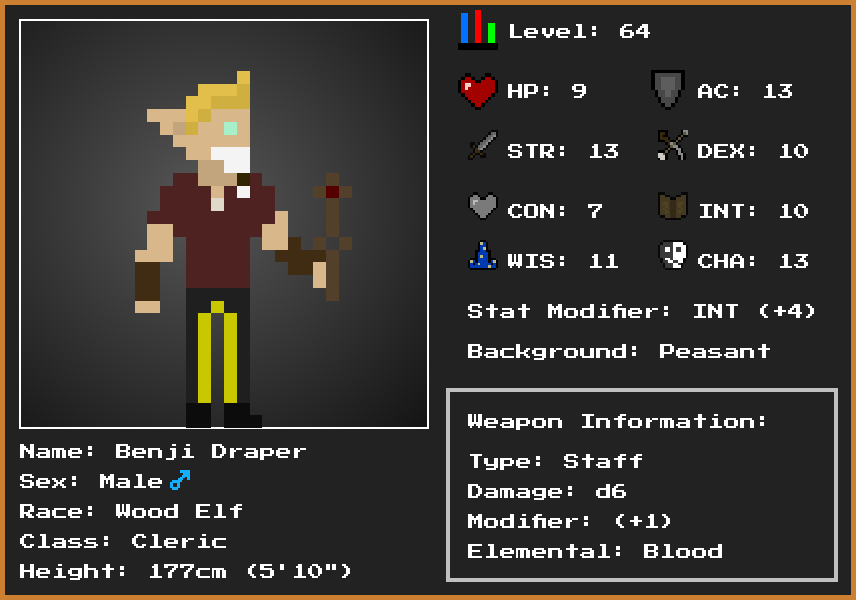 Level: 64
HP: 9
AC: 13
STR: 13
DEX: 10
CON: 7
INT: 10
WIS: 11
CHA: 13
Stat Modifier: INT (+4)
Background: Peasant
Weapon Information:
Type: Staff
Damage: d6
Modifier: (+1)
Elemental: Blood
Name: Benji Draper
Sex: Male♂
Race: Wood Elf
Class: Cleric
Height: 177cm (5'10")